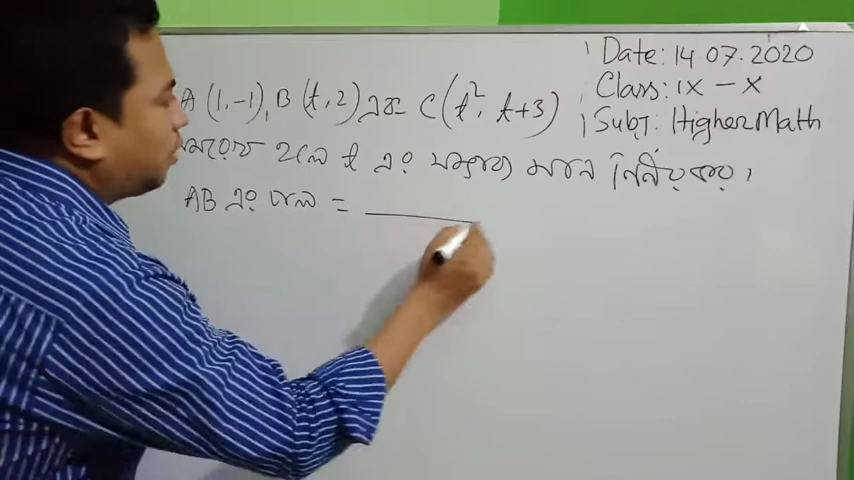 A (1,-1), B (t, 2) এবং C (t², t+3)
সমরেখ হলে t এর সম্ভাব্য মান নির্ণয় কর।
AB এর ঢাল =
Date: 14.07.2020
Class: IX - X
Subj: Higher Math